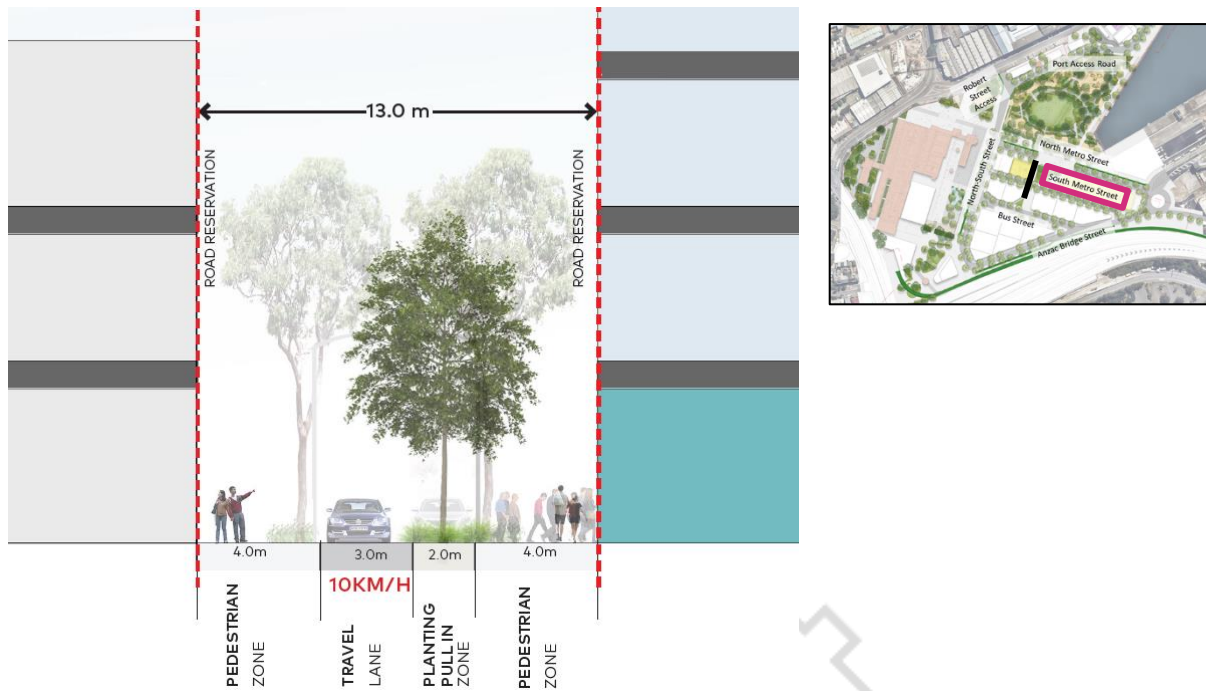 13.0 m
ROAD RESERVATION
ROAD RESERVATION
4.0m
3.0m
2.0m
4.0m
10KM/H
PEDESTRIAN
ZONE
TRAVEL
LANE
PLANTING
PULL IN
ZONE
PEDESTRIAN
ZONE
Port Access Road
Robert
Street
Access
North Metro Street
North-South Street
South Metro Street
Bus Street
Anzac Bridge Street